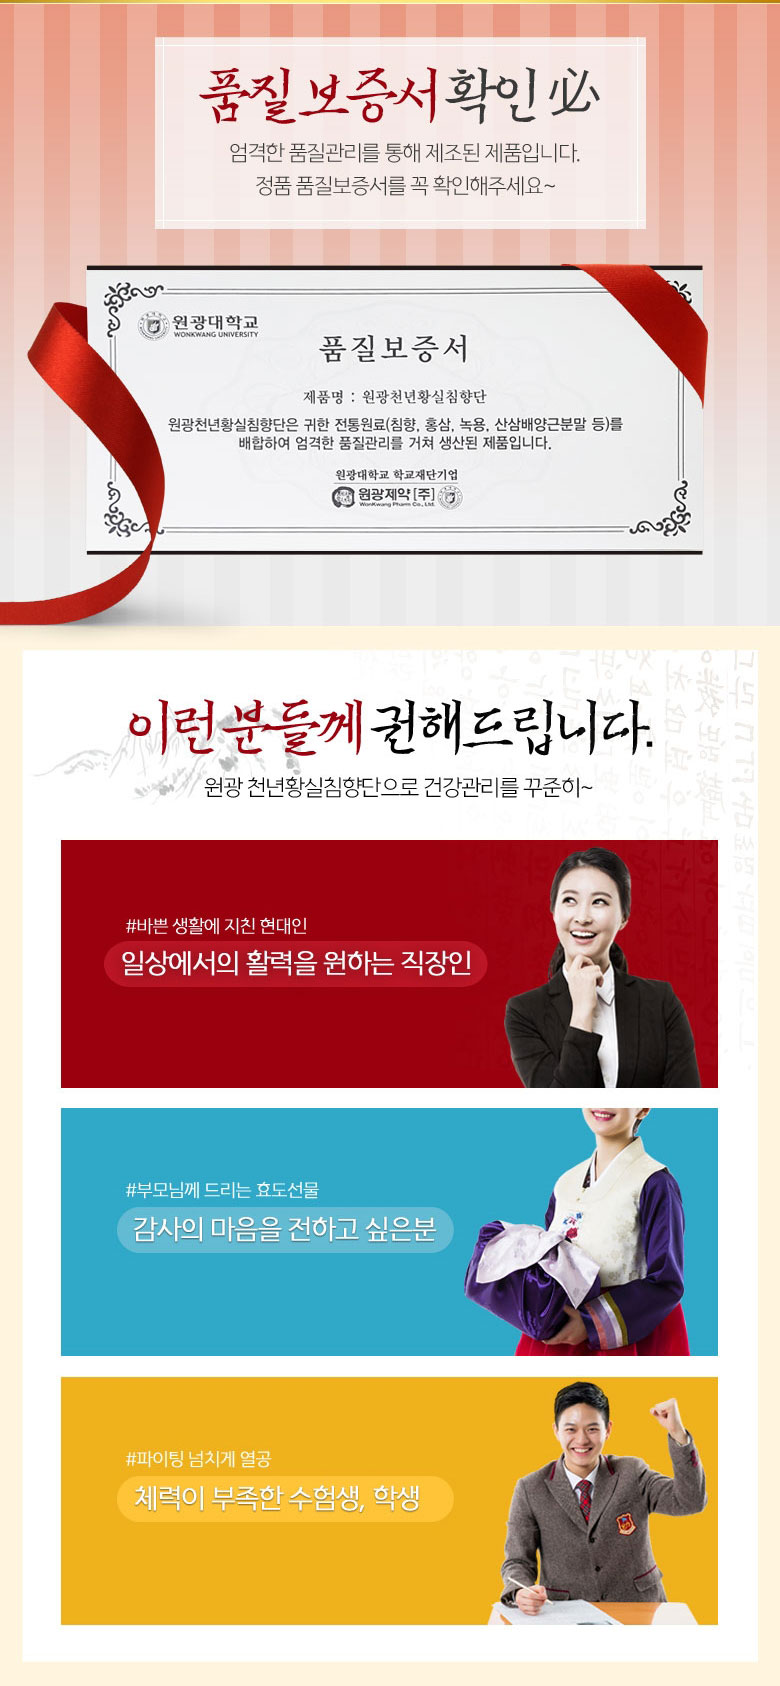 품질보증서 확인 必
엄격한 품질관리를 통해 제조된 제품입니다.
정품 품질보증서를 꼭 확인해주세요~
원광대학교
WONKWANG UNIVERSITY
품질보증서
제품명 : 원광천년황실침향단
원광천년황실침향단은 귀한 전통원료(침향, 홍삼, 녹용, 산삼배양근분말 등)를
배합하여 엄격한 품질관리를 거쳐 생산된 제품입니다.
원광대학교 학교재단기업
원광제약[주]
WonKwang Pharm Co., Ltd.
이런 분들께 권해드립니다.
원광 천년황실침향단으로 건강관리를 꾸준히~
#바쁜 생활에 지친 현대인
일상에서의 활력을 원하는 직장인
#부모님께 드리는 효도선물
감사의 마음을 전하고 싶은분
#파이팅 넘치게 열공
체력이 부족한 수험생, 학생